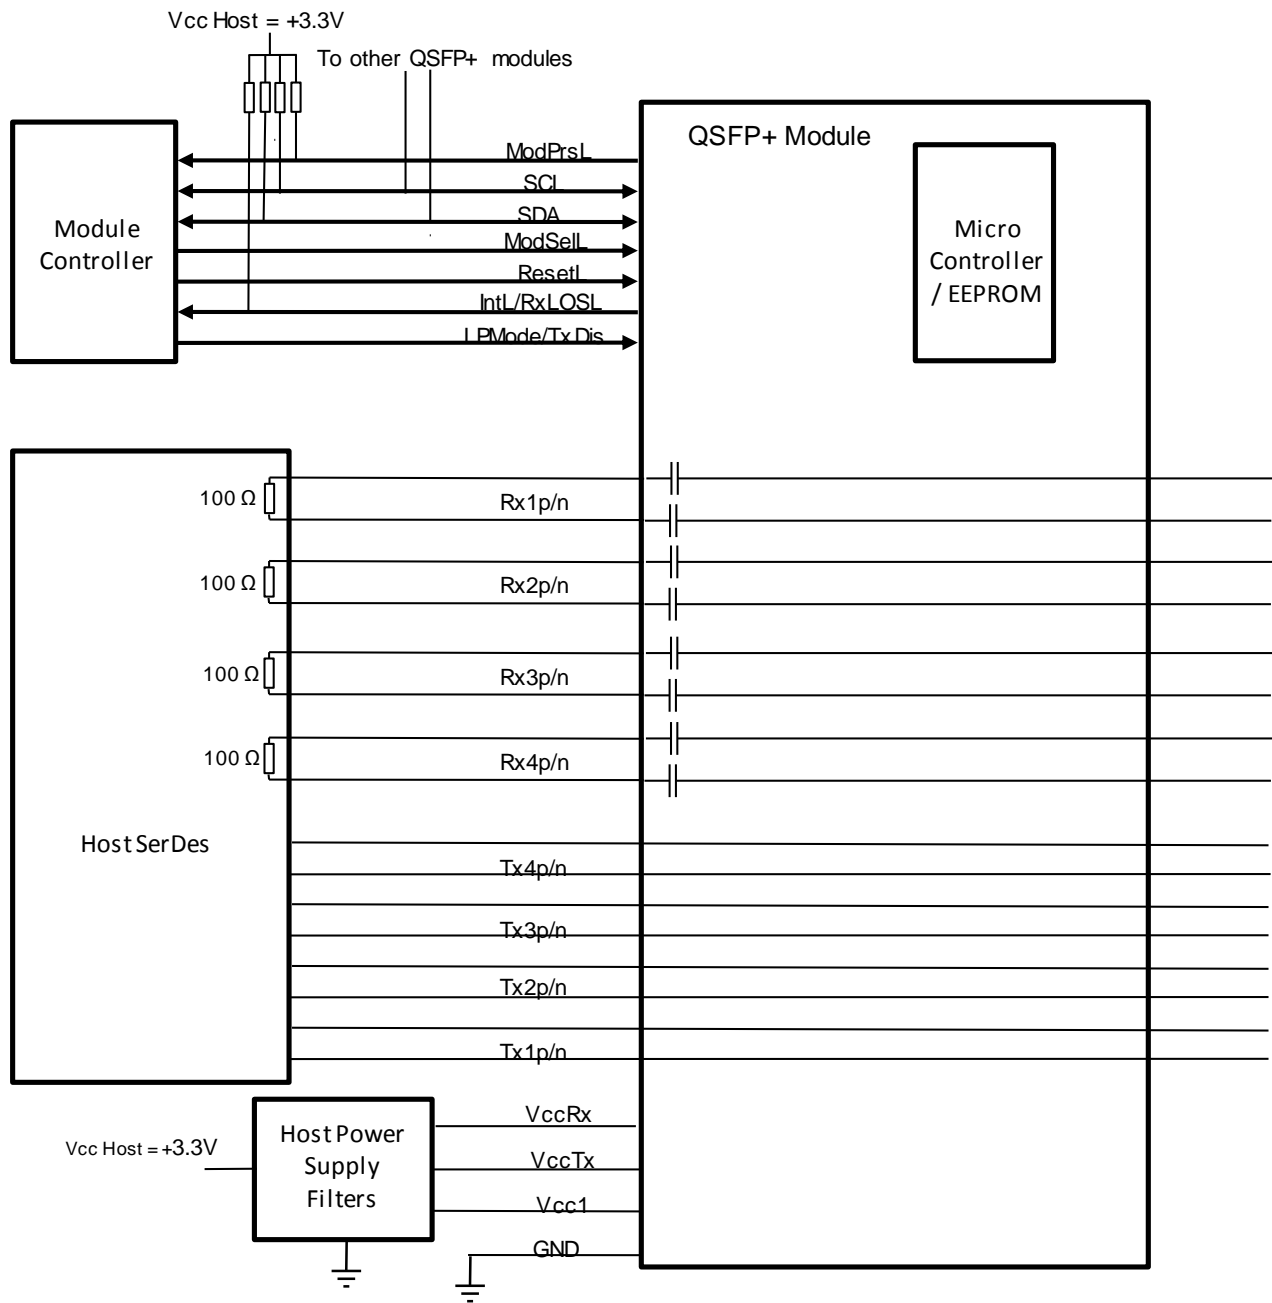 Vcc Host = +3.3V
To other QSFP+ modules
QSFP+ Module
ModPrsL
SCL
SDA
ModSelL
ResetL
IntL/RxLOSL
LPMode/TxDis
Module
Controller
Micro
Controller
/ EEPROM
100 Ω
Rx1p/n
100 Ω
Rx2p/n
100 Ω
Rx3p/n
100 Ω
Rx4p/n
Host SerDes
Tx4p/n
Tx3p/n
Tx2p/n
Tx1p/n
Vcc Host = +3.3V
Host Power
Supply
Filters
VccRx
VccTx
Vcc1
GND